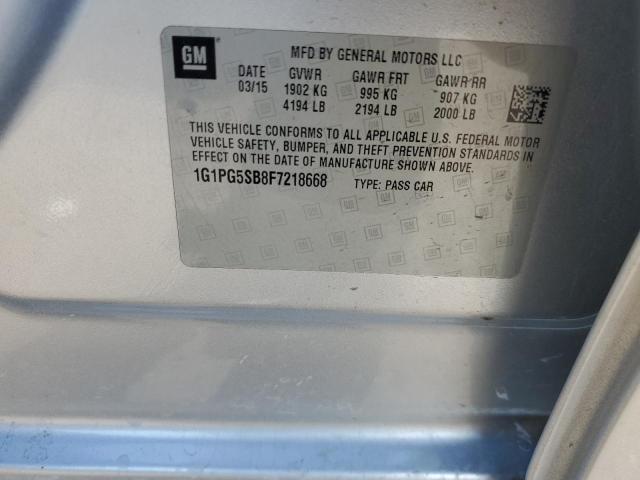 GM
MFD BY GENERAL MOTORS LLC
DATE GVWR GAWR FRT GAWR RR
03/15 1902 KG 995 KG 907 KG
4194 LB 2194 LB 2000 LB
THIS VEHICLE CONFORMS TO ALL APPLICABLE U.S. FEDERAL MOTOR
VEHICLE SAFETY, BUMPER, AND THEFT PREVENTION STANDARDS IN
EFFECT ON THE DATE OF MANUFACTURE SHOWN ABOVE.
1G1PG5SB8F7218668 TYPE: PASS CAR